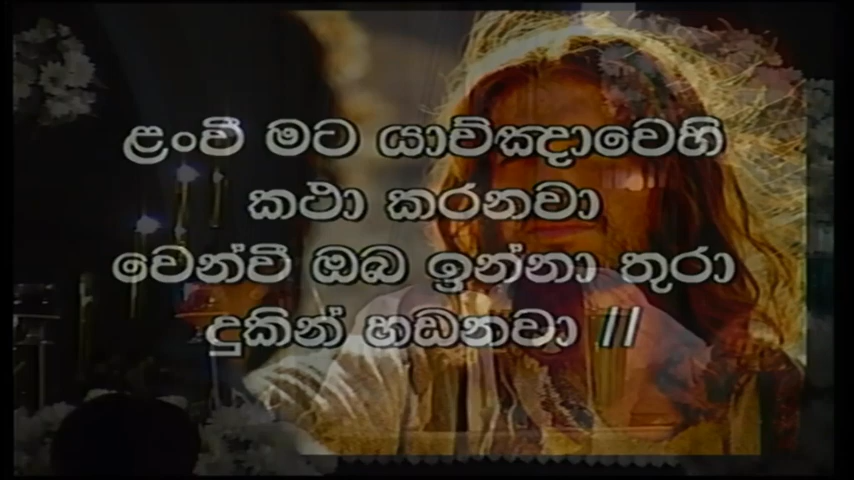 ළංවී මට යාච්ඤාවෙහි
කථා කරනවා
වෙන්වී ඔබ ඉන්නා තුරා
දුකින් හඬනවා //